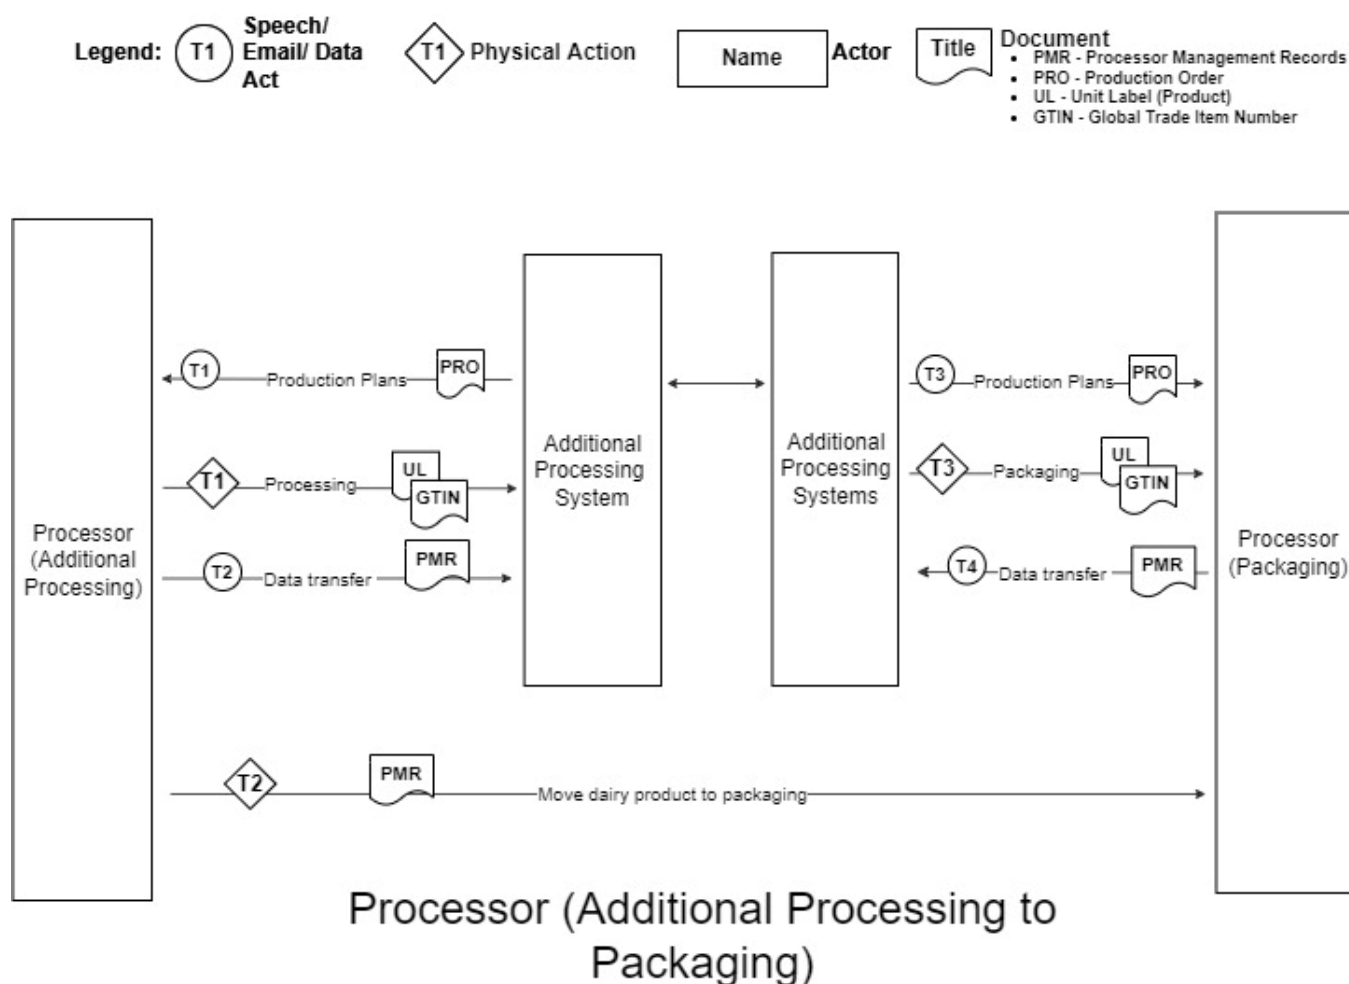 Legend:
T1
Speech/
Email/ Data
Act
T1
Physical Action
Name
Actor
Title
Document
• PMR - Processor Management Records
• PRO - Production Order
• UL - Unit Label (Product)
• GTIN - Global Trade Item Number
Processor
(Additional
Processing)
T1
Production Plans
PRO
T1
Processing
UL
GTIN
T2
Data transfer
PMR
Additional
Processing
System
Additional
Processing
Systems
T3
Production Plans
PRO
T3
Packaging
UL
GTIN
T4
Data transfer
PMR
Processor
(Packaging)
T2
PMR
Move dairy product to packaging
Processor (Additional Processing to
Packaging)